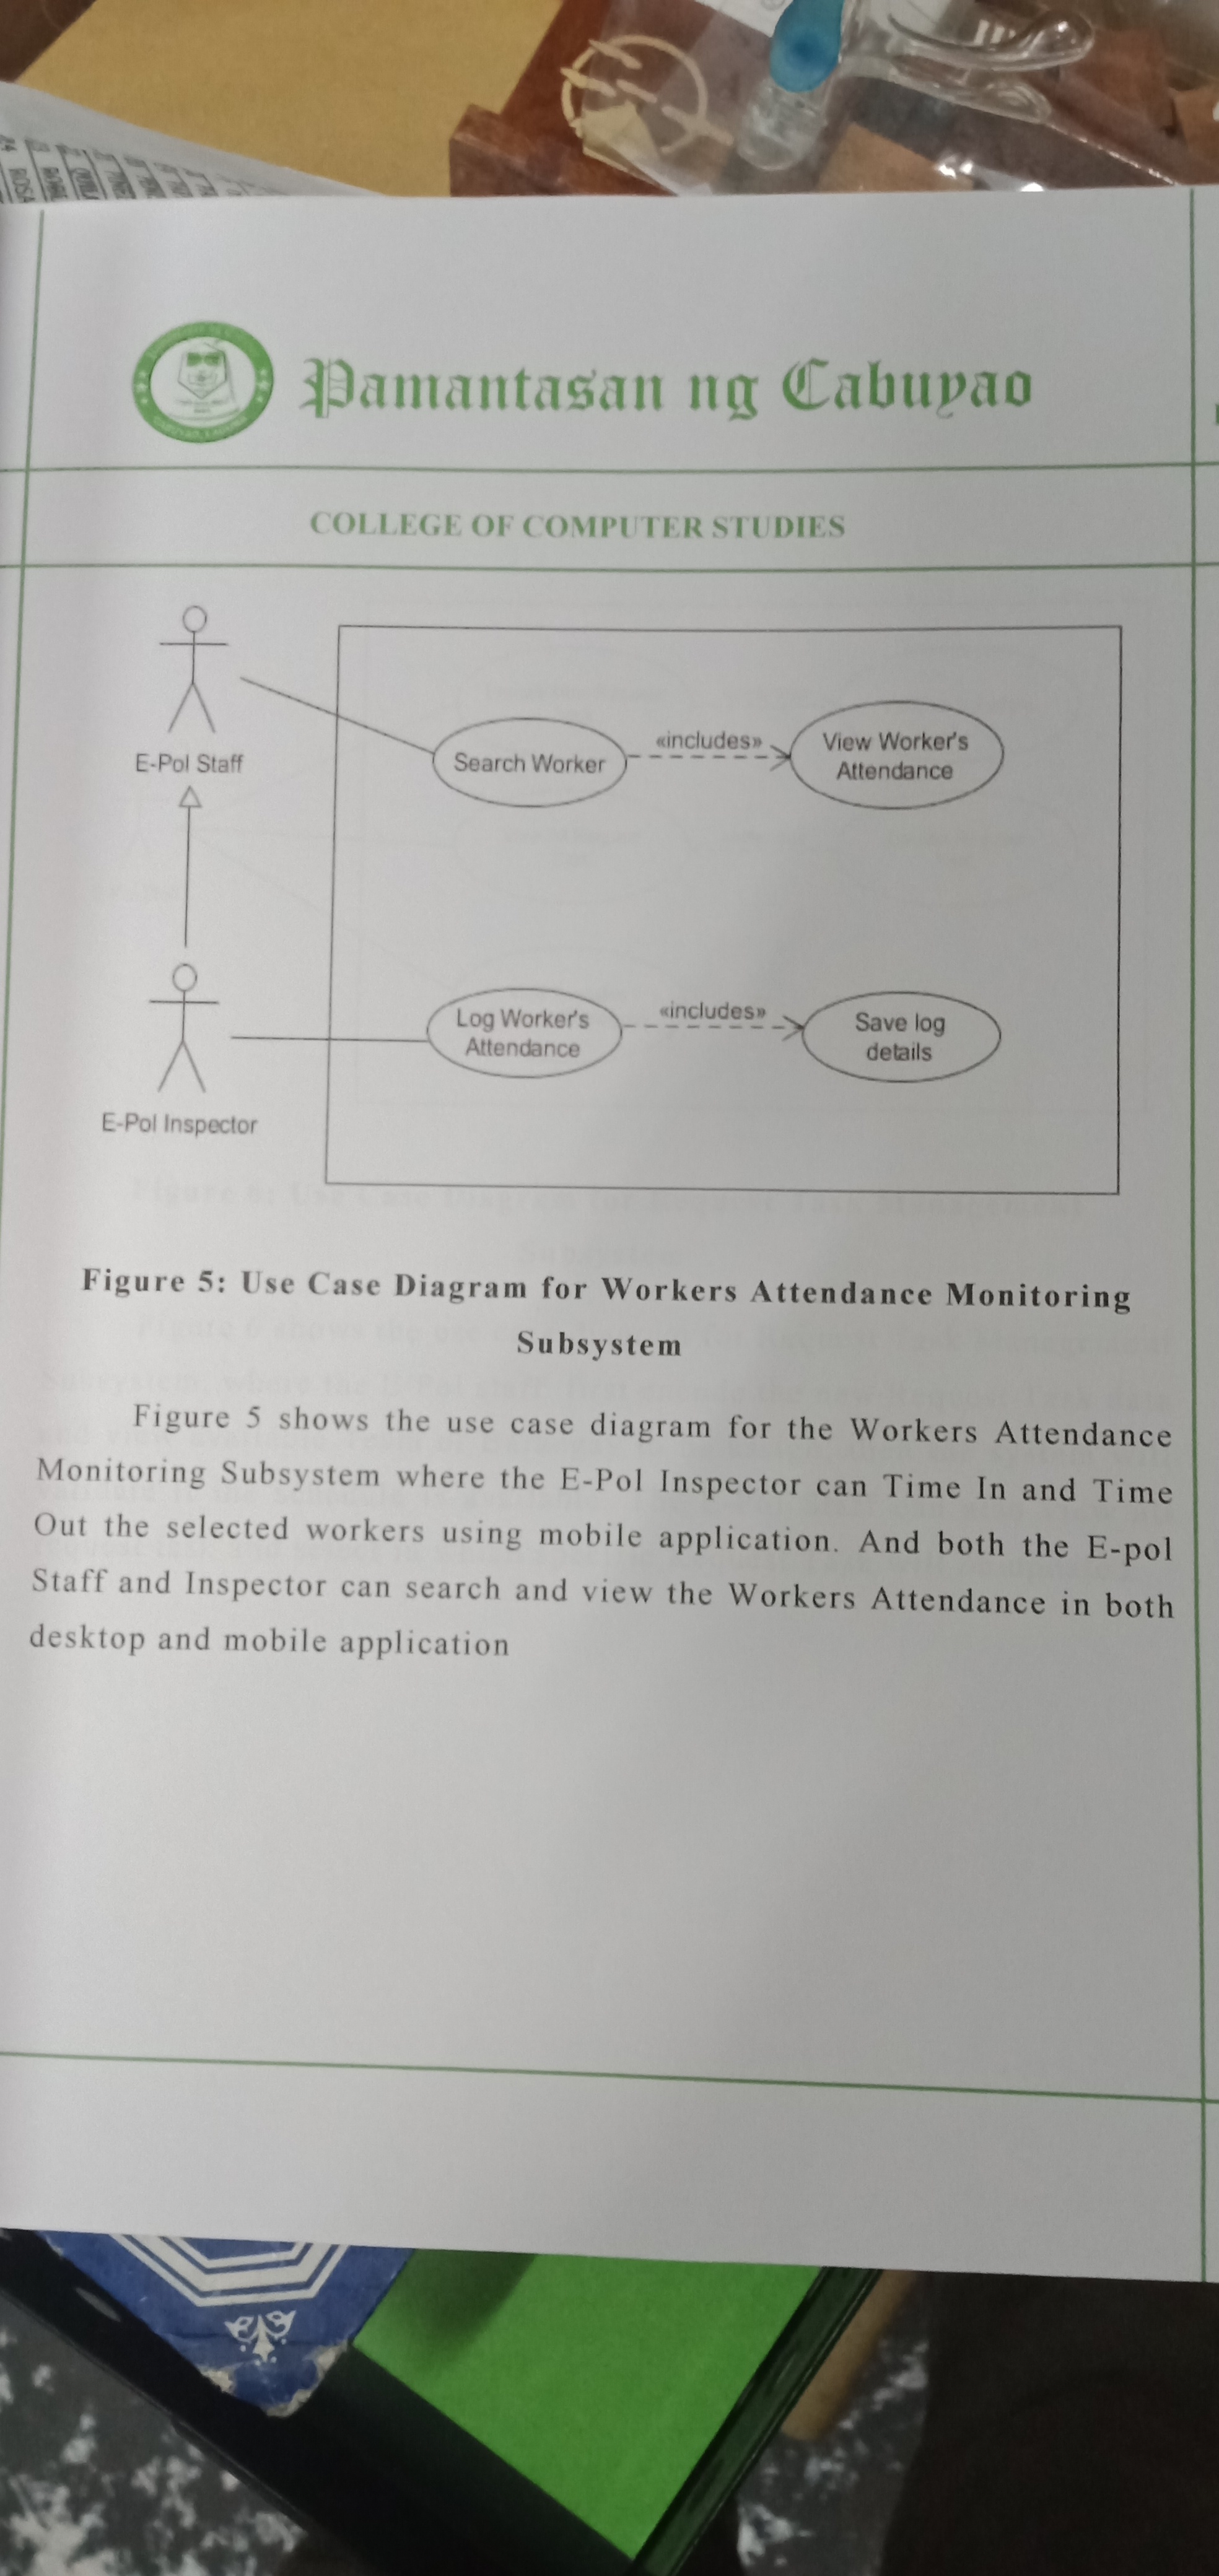 Pamantasan ng Cabuyao
COLLEGE OF COMPUTER STUDIES
E-Pol Staff
Search Worker
«includes»
View Worker's
Attendance
E-Pol Inspector
Log Worker's
Attendance
«includes»
Save log
details
Figure 5: Use Case Diagram for Workers Attendance Monitoring
Subsystem
Figure 5 shows the use case diagram for the Workers Attendance
Monitoring Subsystem where the E-Pol Inspector can Time In and Time
Out the selected workers using mobile application. And both the E-pol
Staff and Inspector can search and view the Workers Attendance in both
desktop and mobile application